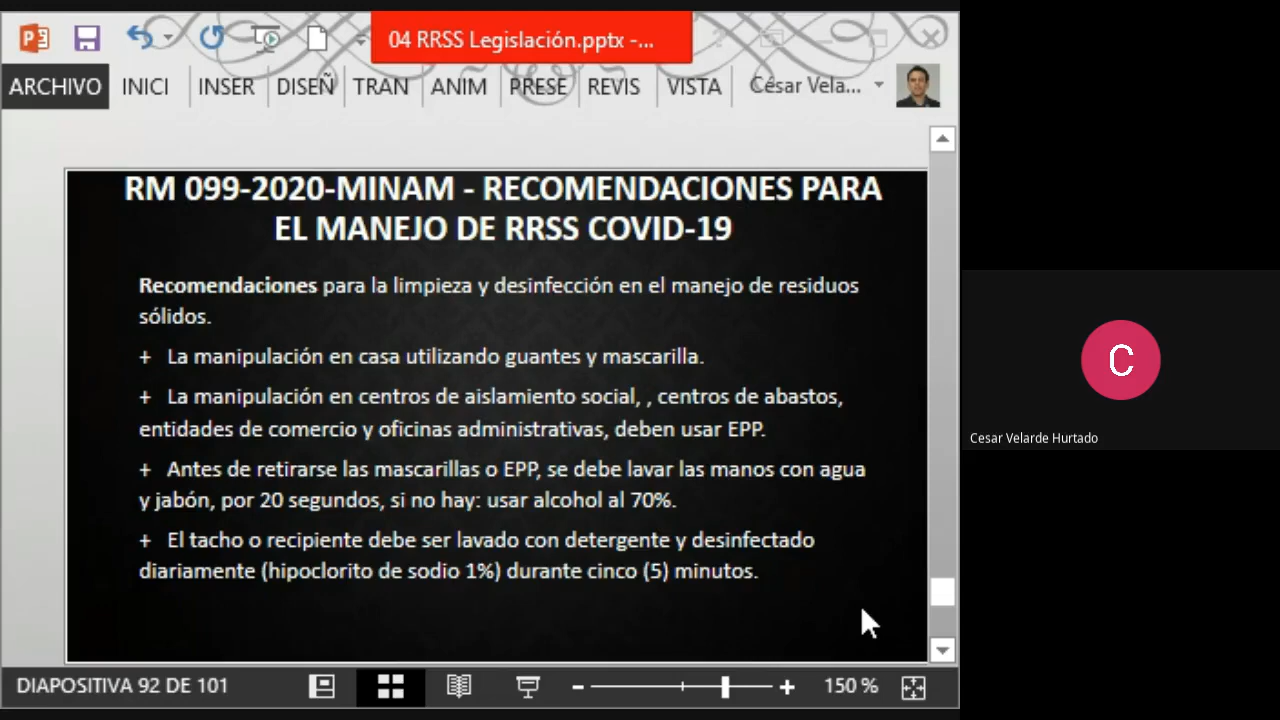 04 RRSS Legislación.pptx -...
ARCHIVO INICI INSER DISEÑ TRAN ANIM PRESE REVIS VISTA César Vela...
RM 099-2020-MINAM - RECOMENDACIONES PARA
EL MANEJO DE RRSS COVID-19
Recomendaciones para la limpieza y desinfección en el manejo de residuos
sólidos.
+ La manipulación en casa utilizando guantes y mascarilla.
+ La manipulación en centros de aislamiento social, , centros de abastos,
entidades de comercio y oficinas administrativas, deben usar EPP.
+ Antes de retirarse las mascarillas o EPP, se debe lavar las manos con agua
y jabón, por 20 segundos, si no hay: usar alcohol al 70%.
+ El tacho o recipiente debe ser lavado con detergente y desinfectado
diariamente (hipoclorito de sodio 1%) durante cinco (5) minutos.
DIAPOSITIVA 92 DE 101
150 %
C
Cesar Velarde Hurtado